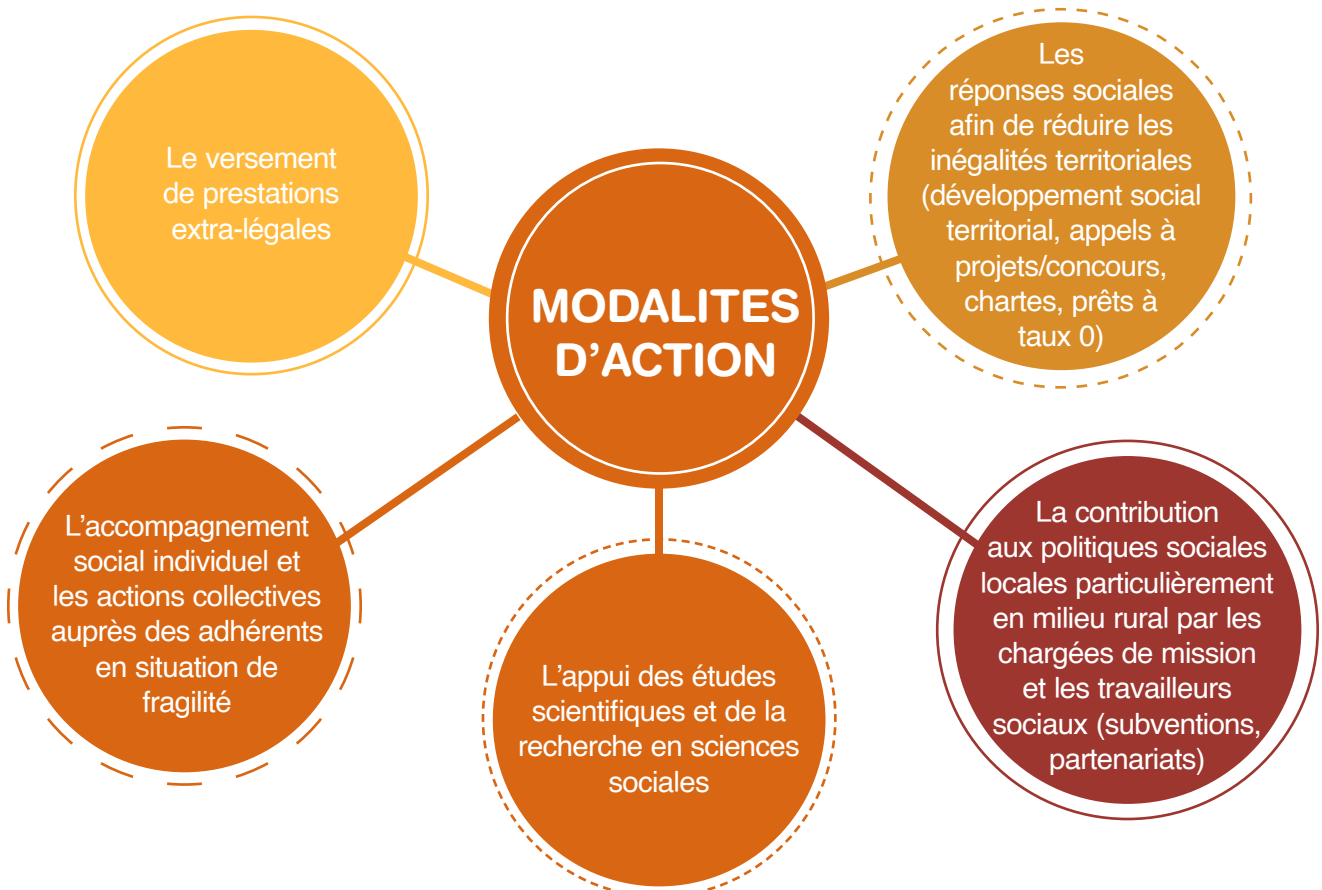 Le versement
de prestations
extra-légales
Les
réponses sociales
afin de réduire les
inégalités territoriales
(développement social
territorial, appels à
projets/concours,
chartes, prêts à
taux 0)
MODALITES
D’ACTION
L’accompagnement
social individuel et
les actions collectives
auprès des adhérents
en situation de
fragilité
L’appui des études
scientifiques et de la
recherche en sciences
sociales
La contribution
aux politiques sociales
locales particulièrement
en milieu rural par les
chargées de mission
et les travailleurs
sociaux (subventions,
partenariats)